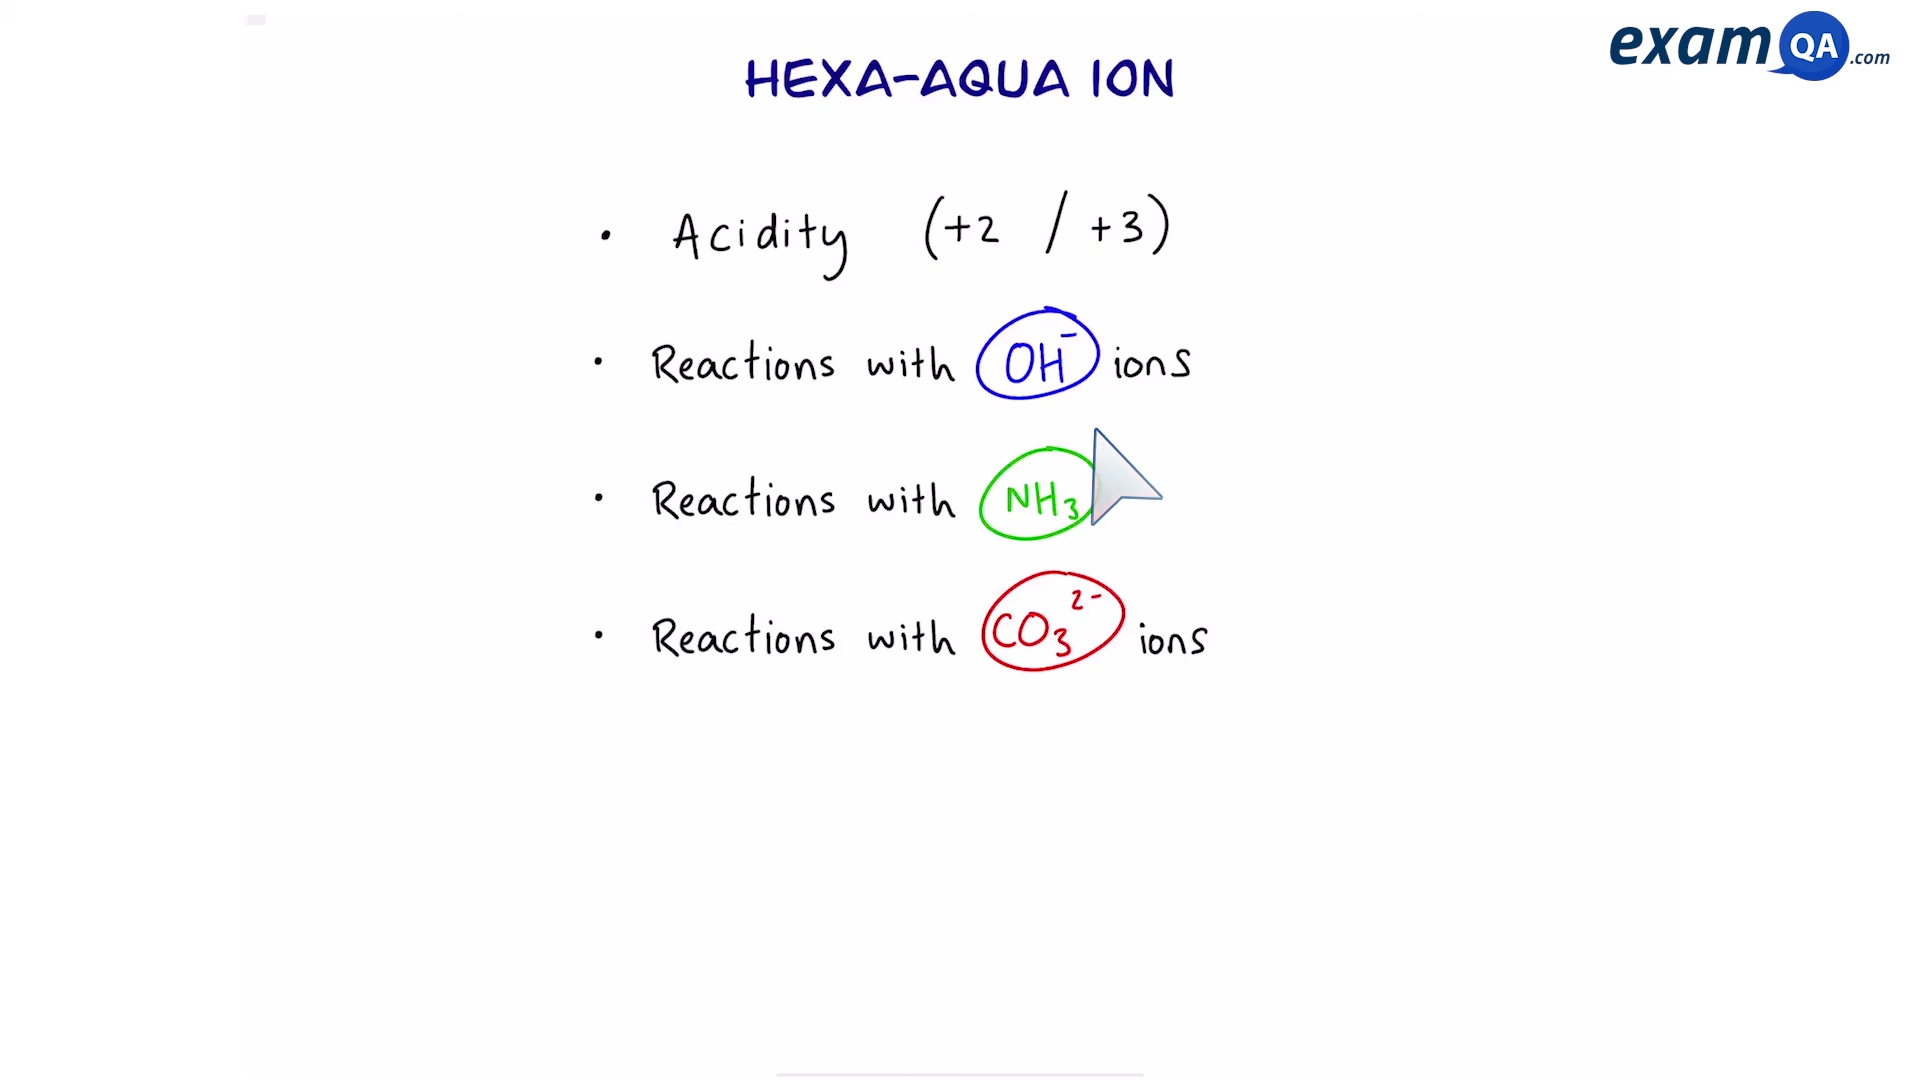 examQA.com
HEXA-AQUA ION
• Acidity (+2 / +3)
• Reactions with OH⁻ ions
• Reactions with NH₃
• Reactions with CO₃²⁻ ions